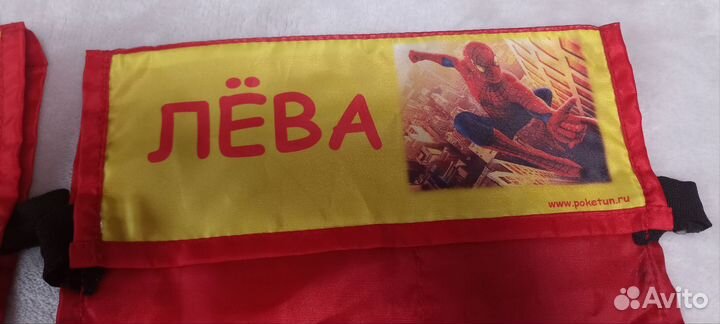 ЛЁВА
www.poketun.ru
Avito